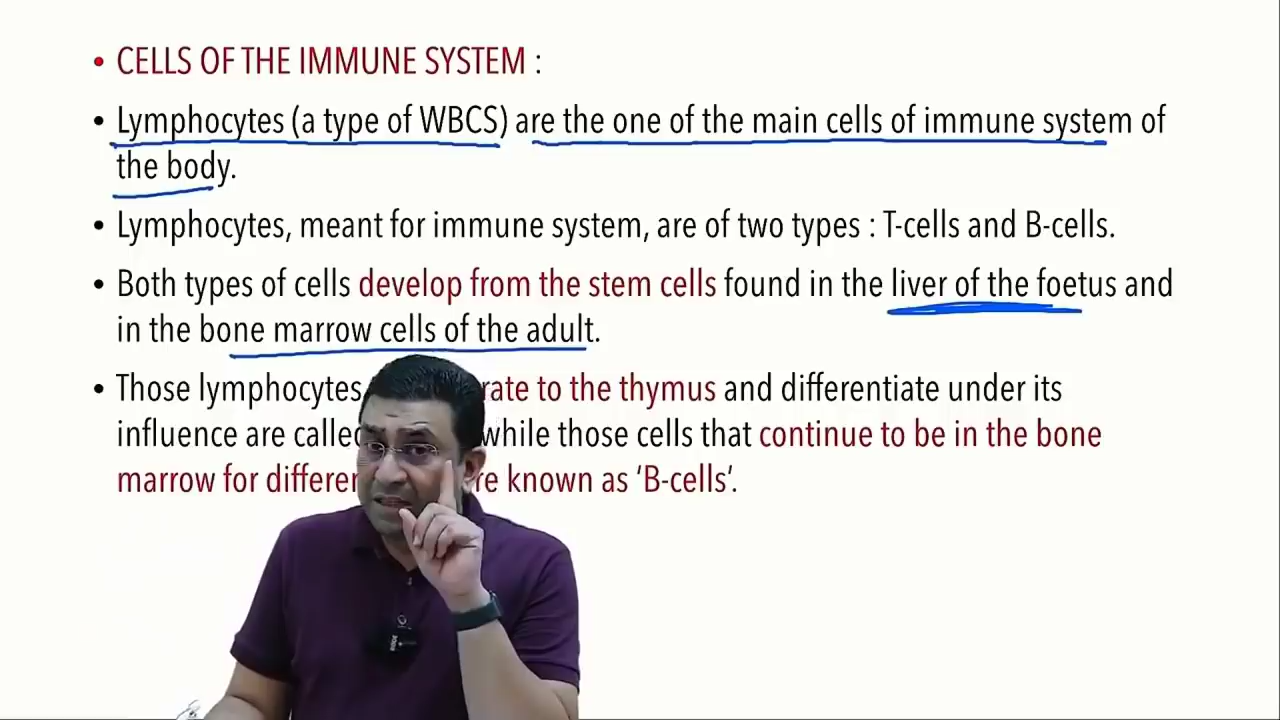 • CELLS OF THE IMMUNE SYSTEM :
• Lymphocytes (a type of WBCS) are the one of the main cells of immune system of
the body.
• Lymphocytes, meant for immune system, are of two types : T-cells and B-cells.
• Both types of cells develop from the stem cells found in the liver of the foetus and
in the bone marrow cells of the adult.
• Those lymphocytes to the thymus and differentiate under its
influence are while those cells that continue to be in the bone
marrow for known as ‘B-cells‘.